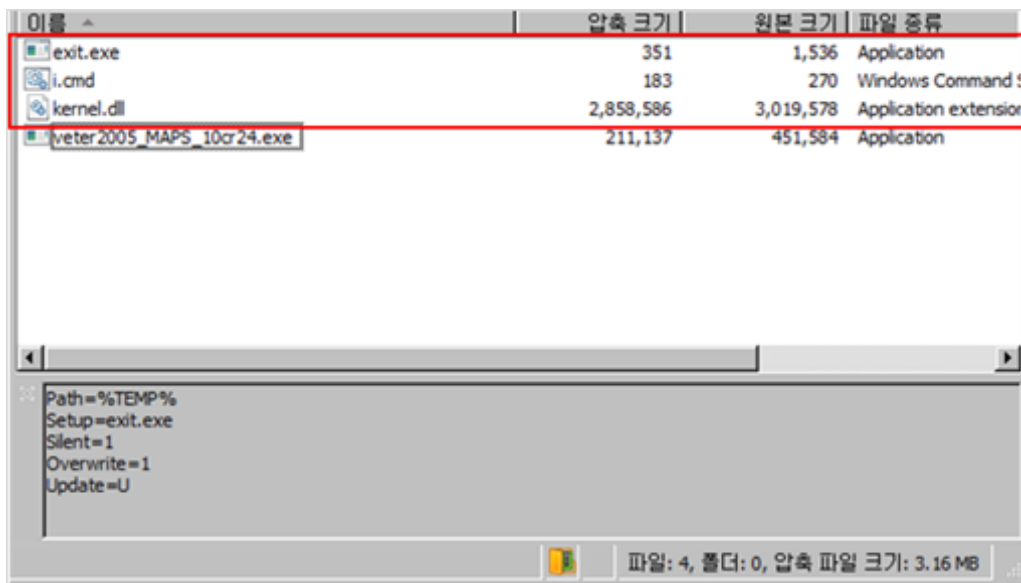 이름 압축 크기 원본 크기 파일 종류
exit.exe 351 1,536 Application
i.cmd 183 270 Windows Command S
kernel.dll 2,858,586 3,019,578 Application extension
veter2005_MAPS_10cr24.exe 211,137 451,584 Application
Path=%TEMP%
Setup=exit.exe
Silent=1
Overwrite=1
Update=U
파일: 4, 폴더: 0, 압축 파일 크기: 3.16 MB